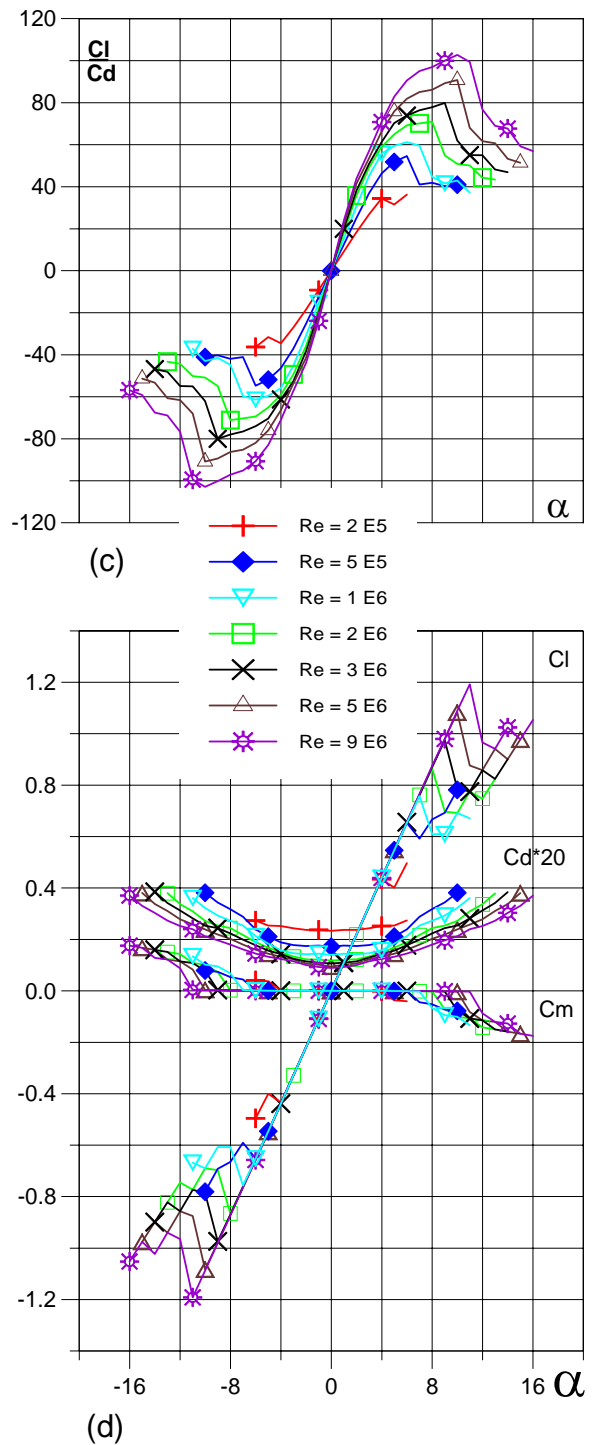 120
Cl
Cd
80
40
0
-40
-80
-120
α
(c)
Re = 2 E5
Re = 5 E5
Re = 1 E6
Re = 2 E6
Re = 3 E6
Re = 5 E6
Re = 9 E6
Cl
1.2
0.8
Cd*20
0.4
0.0
Cm
-0.4
-0.8
-1.2
-16 -8 0 8 16 α
(d)